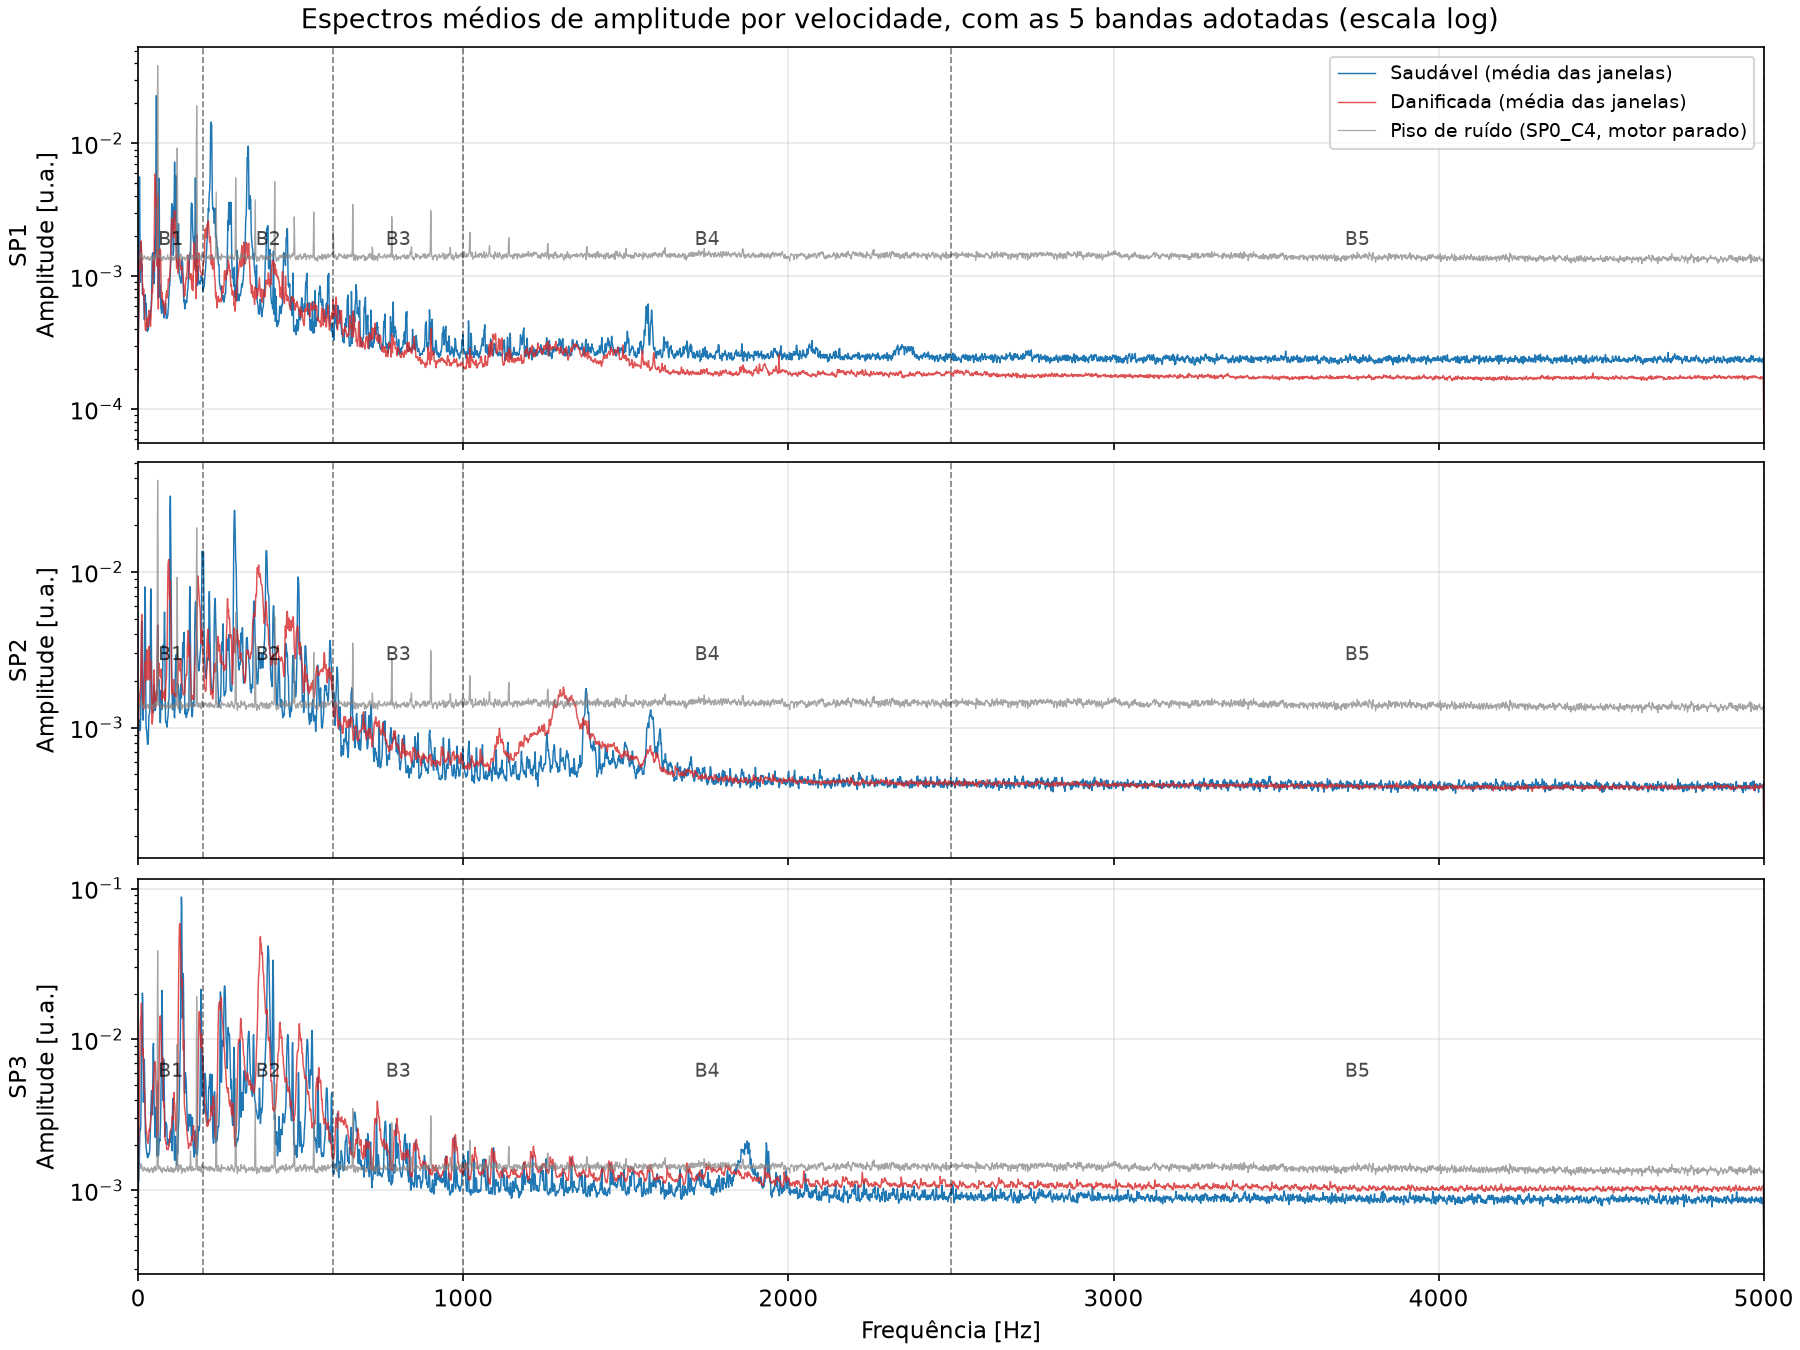 Espectros médios de amplitude por velocidade, com as 5 bandas adotadas (escala log)
Saudável (média das janelas)
Danificada (média das janelas)
Piso de ruído (SP0_C4, motor parado)
SP1
Amplitude [u.a.]
10⁻²
10⁻³
10⁻⁴
B1 B2 B3 B4 B5
SP2
Amplitude [u.a.]
10⁻²
10⁻³
B1 B2 B3 B4 B5
SP3
Amplitude [u.a.]
10⁻¹
10⁻²
10⁻³
B1 B2 B3 B4 B5
0 1000 2000 3000 4000 5000
Frequência [Hz]